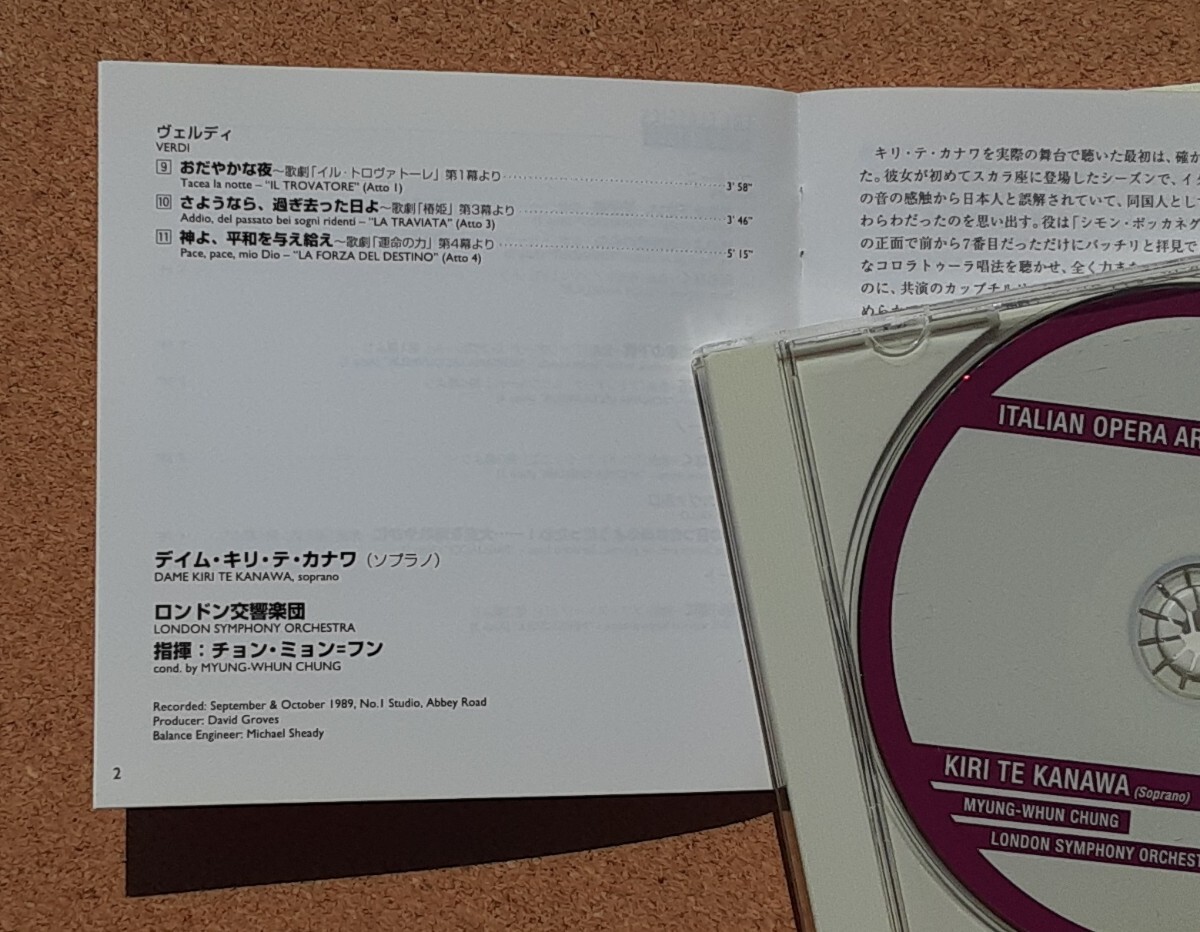 ヴェルディ
VERDI
9 おだやかな夜～歌劇「イル・トロヴァトーレ」第1幕より 3' 58"
Tacea la notte – "IL TROVATORE" (Atto 1)
10 さようなら、過ぎ去った日よ～歌劇「椿姫」第3幕より 3' 46"
Addio, del passato bei sogni ridenti – "LA TRAVIATA" (Atto 3)
11 神よ、平和を与え給え～歌劇「運命の力」第4幕より 5' 15"
Pace, pace, mio Dio – "LA FORZA DEL DESTINO" (Atto 4)
デイム・キリ・テ・カナワ（ソプラノ）
DAME KIRI TE KANAWA, soprano
ロンドン交響楽団
LONDON SYMPHONY ORCHESTRA
指揮：チョン・ミョン=フン
cond. by MYUNG-WHUN CHUNG
Recorded: September & October 1989, No.1 Studio, Abbey Road
Producer: David Groves
Balance Engineer: Michael Sheady
2
キリ・テ・カナワを実際の舞台で聴いた最初は、確か
た。彼女が初めてスカラ座に登場したシーズンで、イタ
の音の感触から日本人と誤解されていて、同国人とし
わらわだったのを思い出す。役は「シモン・ボッカネグ
の正面で前から7番目だっただけにバッチリと拝見で
なコロラトゥーラ唱法を聴かせ、全く力
のに、共演のカップチル
ITALIAN OPERA AR
KIRI TE KANAWA (Soprano)
MYUNG-WHUN CHUNG
LONDON SYMPHONY ORCHEST